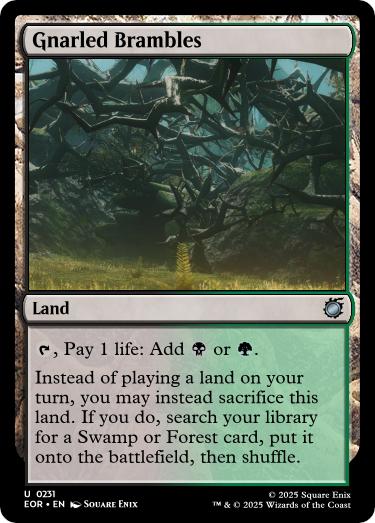 Gnarled Brambles
Land
, Pay 1 life: Add or .
Instead of playing a land on your
turn, you may instead sacrifice this
land. If you do, search your library
for a Swamp or Forest card, put it
onto the battlefield, then shuffle.
U 0231
EOR • EN SQUARE ENIX
© 2025 Square Enix
™ & © 2025 Wizards of the Coast